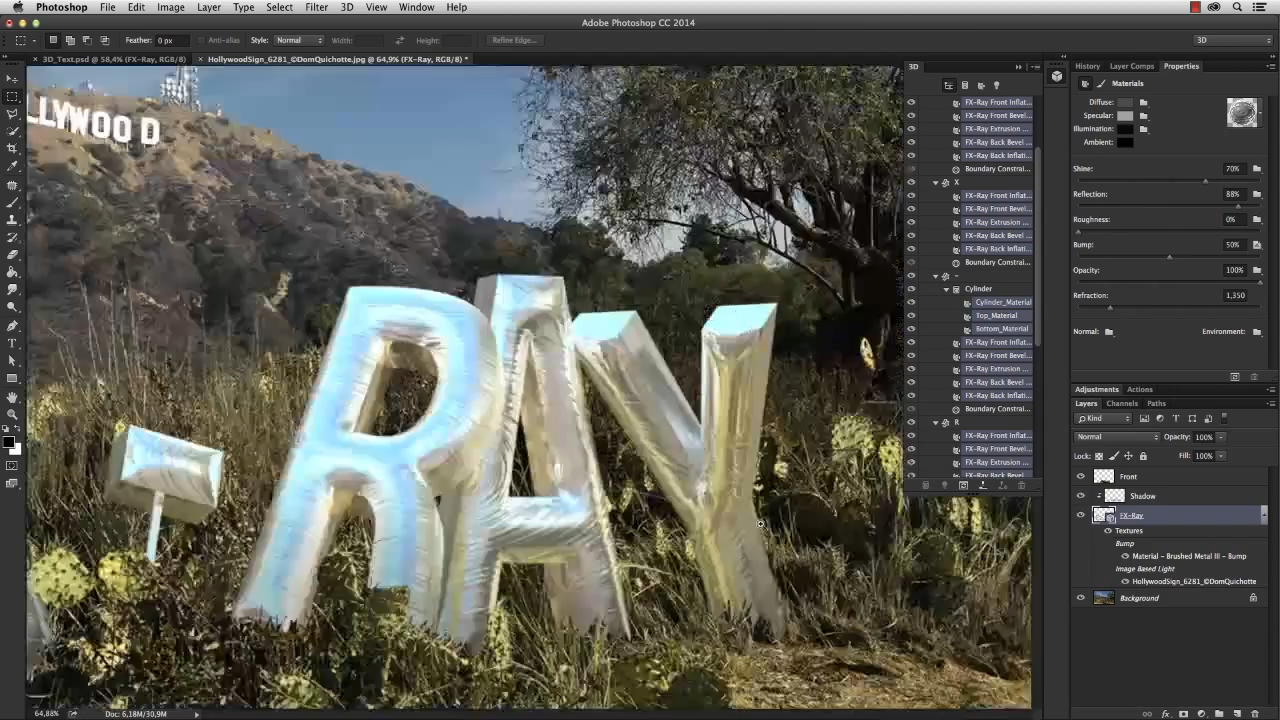 Photoshop File Edit Image Layer Type Select Filter 3D View Window Help
Adobe Photoshop CC 2014
Feather: 0 px Anti-alias Style: Normal Width: Height: Refine Edge... 3D
× 3D_Text.psd @ 58,4% (FX-Ray, RGB/8) × HollywoodSign_6281_©DomQuichotte.jpg @ 64,9% (FX-Ray, RGB/8) *
LLYWOOD
RAY
3D
FX-Ray Front Inflat...
FX-Ray Front Bevel...
FX-Ray Extrusion ...
FX-Ray Back Bevel ...
FX-Ray Back Inflati...
Boundary Constrai...
X
FX-Ray Front Inflat...
FX-Ray Front Bevel...
FX-Ray Extrusion ...
FX-Ray Back Bevel ...
FX-Ray Back Inflati...
Boundary Constrai...
-
Cylinder
Cylinder_Material
Top_Material
Bottom_Material
FX-Ray Front Inflat...
FX-Ray Front Bevel...
FX-Ray Extrusion ...
FX-Ray Back Bevel ...
FX-Ray Back Inflati...
Boundary Constrai...
R
FX-Ray Front Inflat...
FX-Ray Front Bevel...
FX-Ray Extrusion ...
FX-Ray Back Bevel ...
History Layer Comps Properties
Materials
Diffuse:
Specular:
Illumination:
Ambient:
Shine: 70%
Reflection: 88%
Roughness: 0%
Bump: 50%
Opacity: 100%
Refraction: 1,350
Normal: Environment:
Adjustments Actions
Layers Channels Paths
Kind
Normal Opacity: 100%
Lock: Fill: 100%
Front
Shadow
FX-Ray
Textures
Bump
Material - Brushed Metal III - Bump
Image Based Light
HollywoodSign_6281_©DomQuichotte
Background
64,88% Doc: 6,18M/30,9M